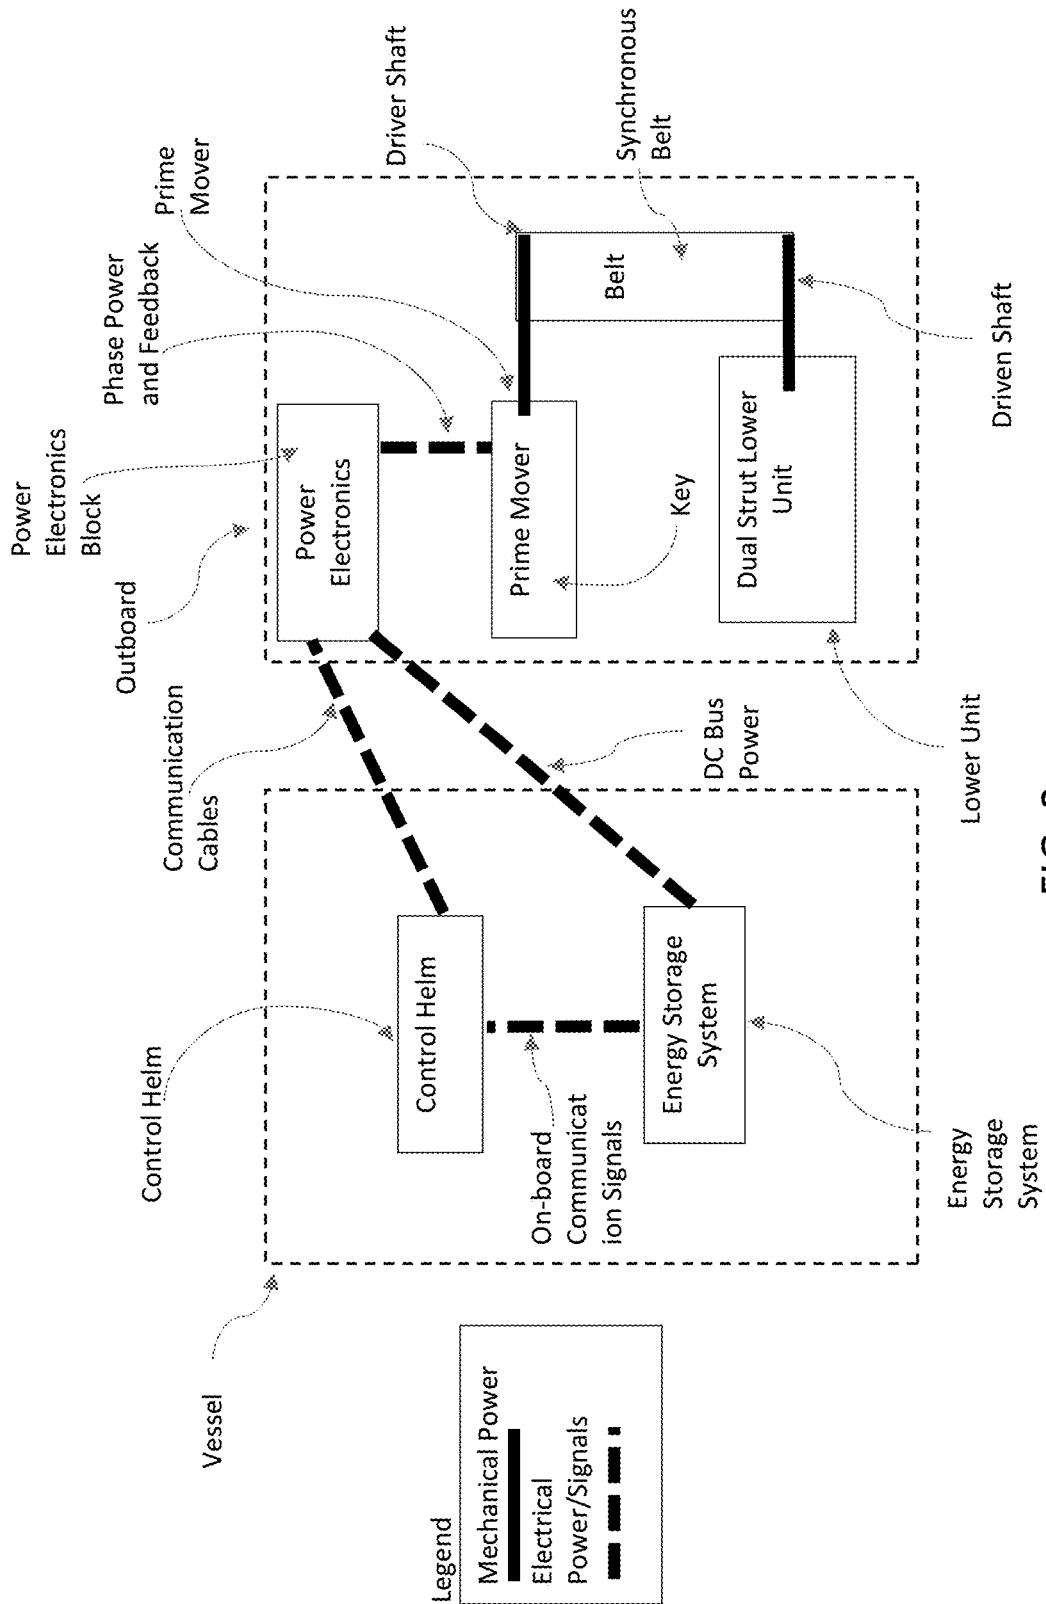 Legend
Mechanical Power
Electrical
Power/Signals
Vessel
Control Helm
Control Helm
On-board
Communicat
ion Signals
Energy Storage
System
Energy
Storage
System
Communication
Cables
DC Bus
Power
Outboard
Power
Electronics
Block
Power
Electronics
Phase Power
and Feedback
Prime
Mover
Prime Mover
Key
Driver Shaft
Belt
Synchronous
Belt
Dual Strut Lower
Unit
Driven Shaft
Lower Unit